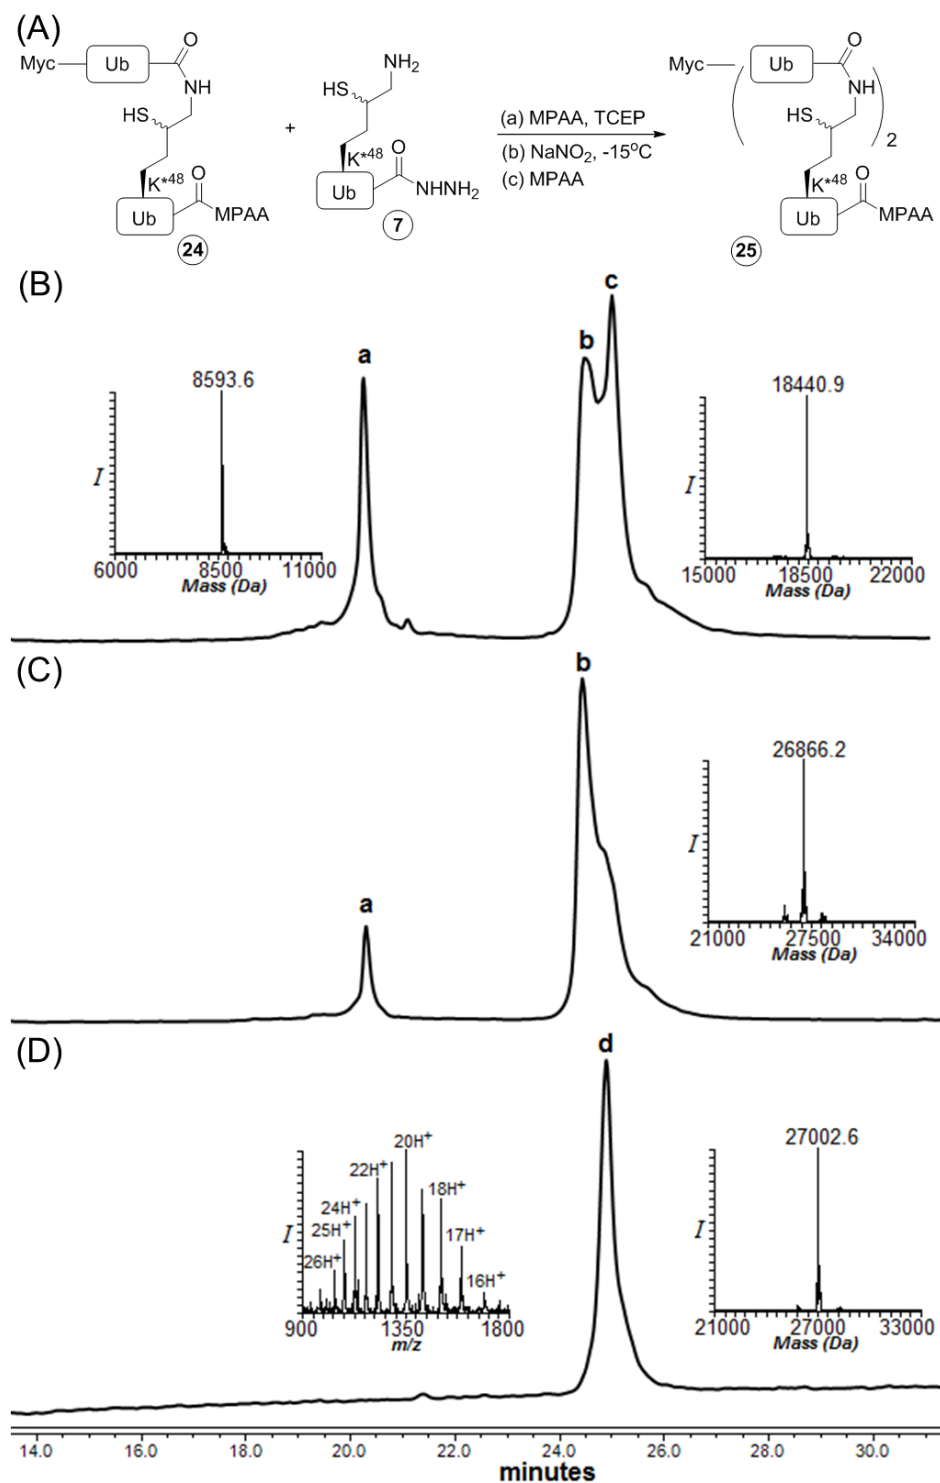 (A)
Myc
Ub
O
NH
HS
K*48
O
Ub
MPAA
24
+
NH₂
HS
K*48
O
Ub
NHNH₂
7
(a) MPAA, TCEP
(b) NaNO₂, -15°C
(c) MPAA
Myc
Ub
O
NH
HS
2
K*48
O
Ub
MPAA
25
(B)
a
b
c
8593.6
I
6000 8500 11000
Mass (Da)
18440.9
I
15000 18500 22000
Mass (Da)
(C)
a
b
26866.2
I
21000 27500 34000
Mass (Da)
(D)
d
20H⁺
22H⁺
24H⁺
25H⁺
26H⁺
18H⁺
17H⁺
16H⁺
I
900 1350 1800
m/z
27002.6
I
21000 27000 33000
Mass (Da)
14.0 16.0 18.0 20.0 22.0 24.0 26.0 28.0 30.0
minutes